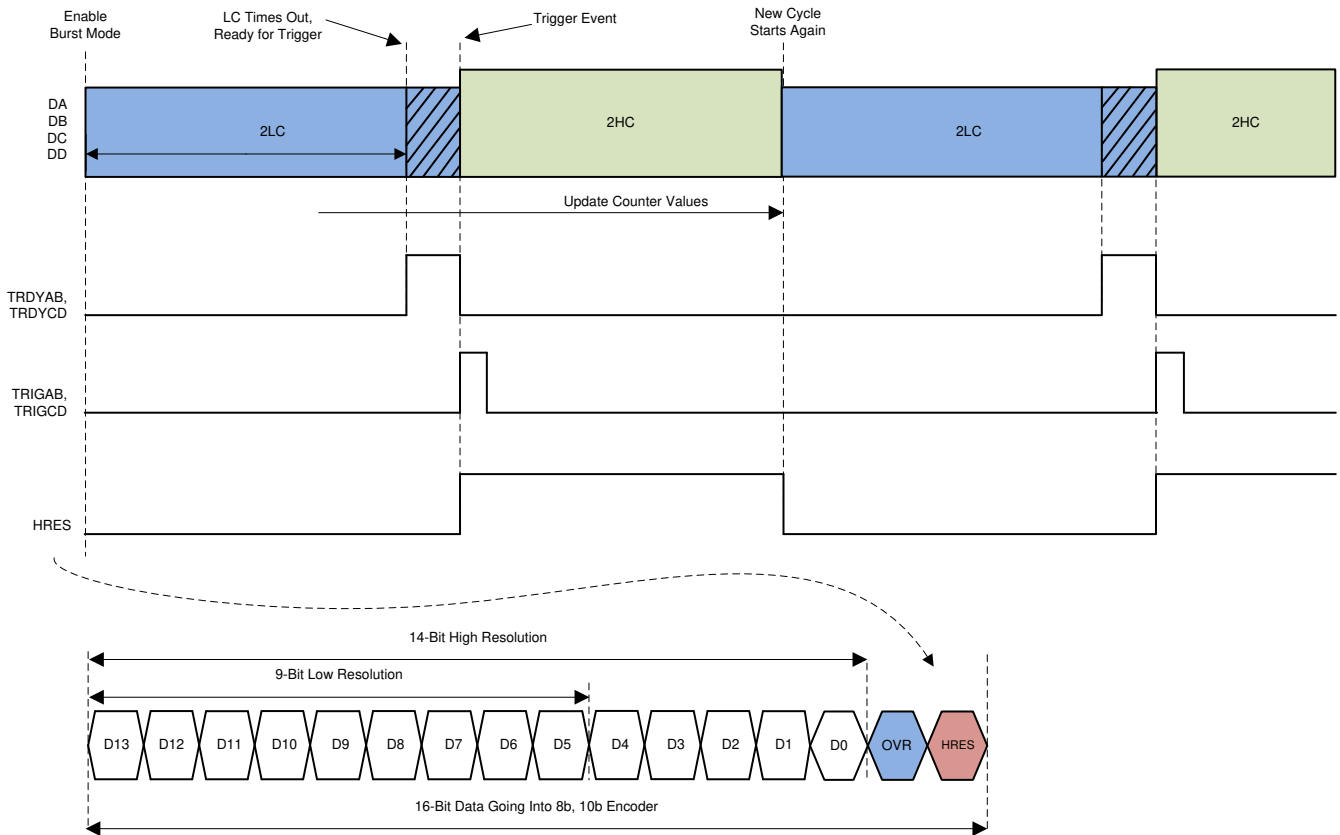 Enable
Burst Mode
LC Times Out,
Ready for Trigger
Trigger Event
New Cycle
Starts Again
DA
DB
DC
DD
2LC
2HC
2LC
2HC
Update Counter Values
TRDYAB,
TRDYCD
TRIGAB,
TRIGCD
HRES
14-Bit High Resolution
9-Bit Low Resolution
D13 D12 D11 D10 D9 D8 D7 D6 D5 D4 D3 D2 D1 D0 OVR HRES
16-Bit Data Going Into 8b, 10b Encoder